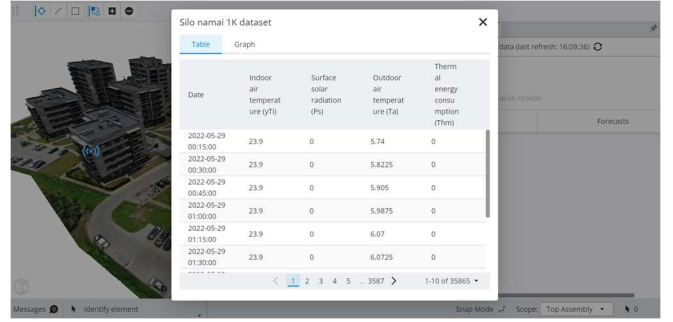 Silo namai 1K dataset
Table Graph
data (last refresh: 16:09:36)
Forecasts
Date
Indoor
air
temperat
ure (yTi)
Surface
solar
radiation
(Ps)
Outdoor
air
temperat
ure (Ta)
Therm
al
energy
consu
mption
(Thm)
2022-05-29
00:15:00 23.9 0 5.74 0
2022-05-29
00:30:00 23.9 0 5.8225 0
2022-05-29
00:45:00 23.9 0 5.905 0
2022-05-29
01:00:00 23.9 0 5.9875 0
2022-05-29
01:15:00 23.9 0 6.07 0
2022-05-29
01:30:00 23.9 0 6.0725 0
1 2 3 4 5 ... 3587 1-10 of 35865
Messages Identify element Snap Mode Scope: Top Assembly 0